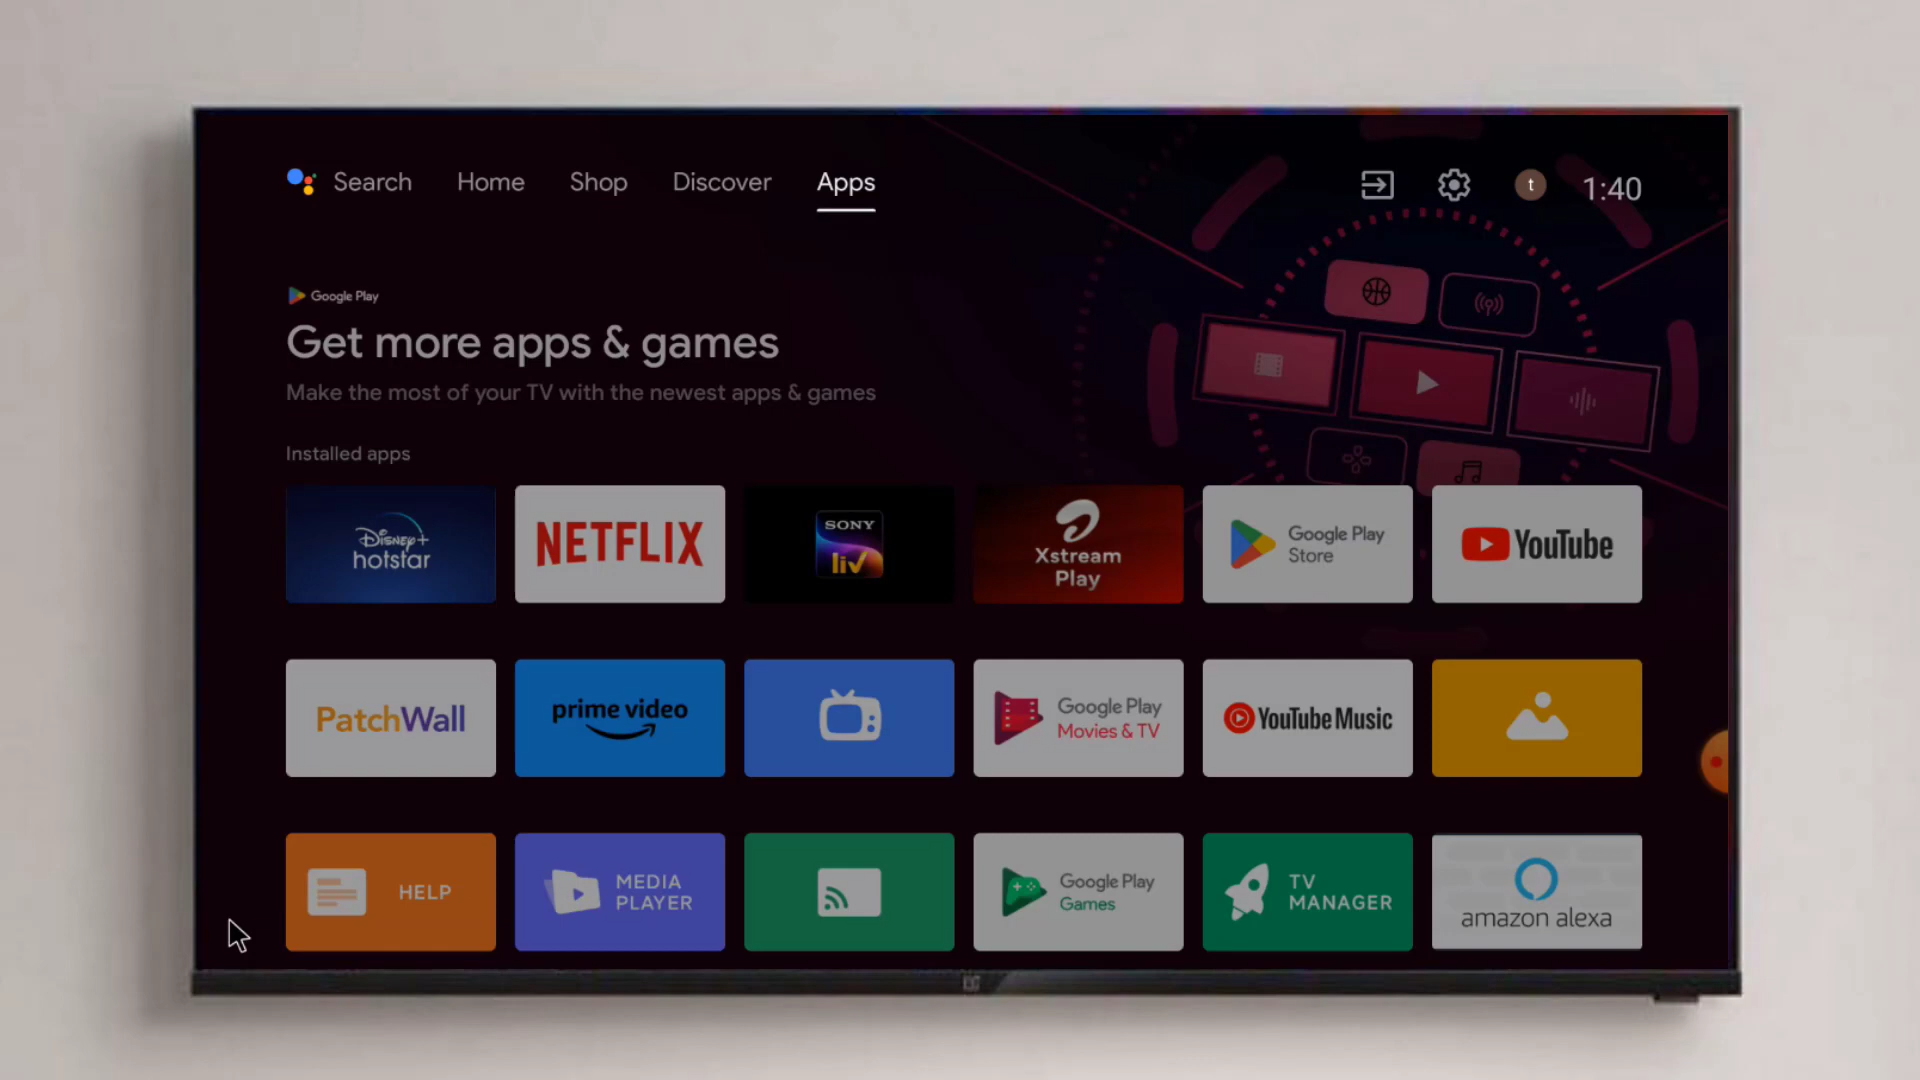 Search Home Shop Discover Apps
t 1:40
Google Play
Get more apps & games
Make the most of your TV with the newest apps & games
Installed apps
Disney+
hotstar
NETFLIX
SONY
liv
Xstream
Play
Google Play
Store
YouTube
PatchWall
prime video
Google Play
Movies & TV
YouTube Music
HELP
MEDIA
PLAYER
Google Play
Games
TV
MANAGER
amazon alexa